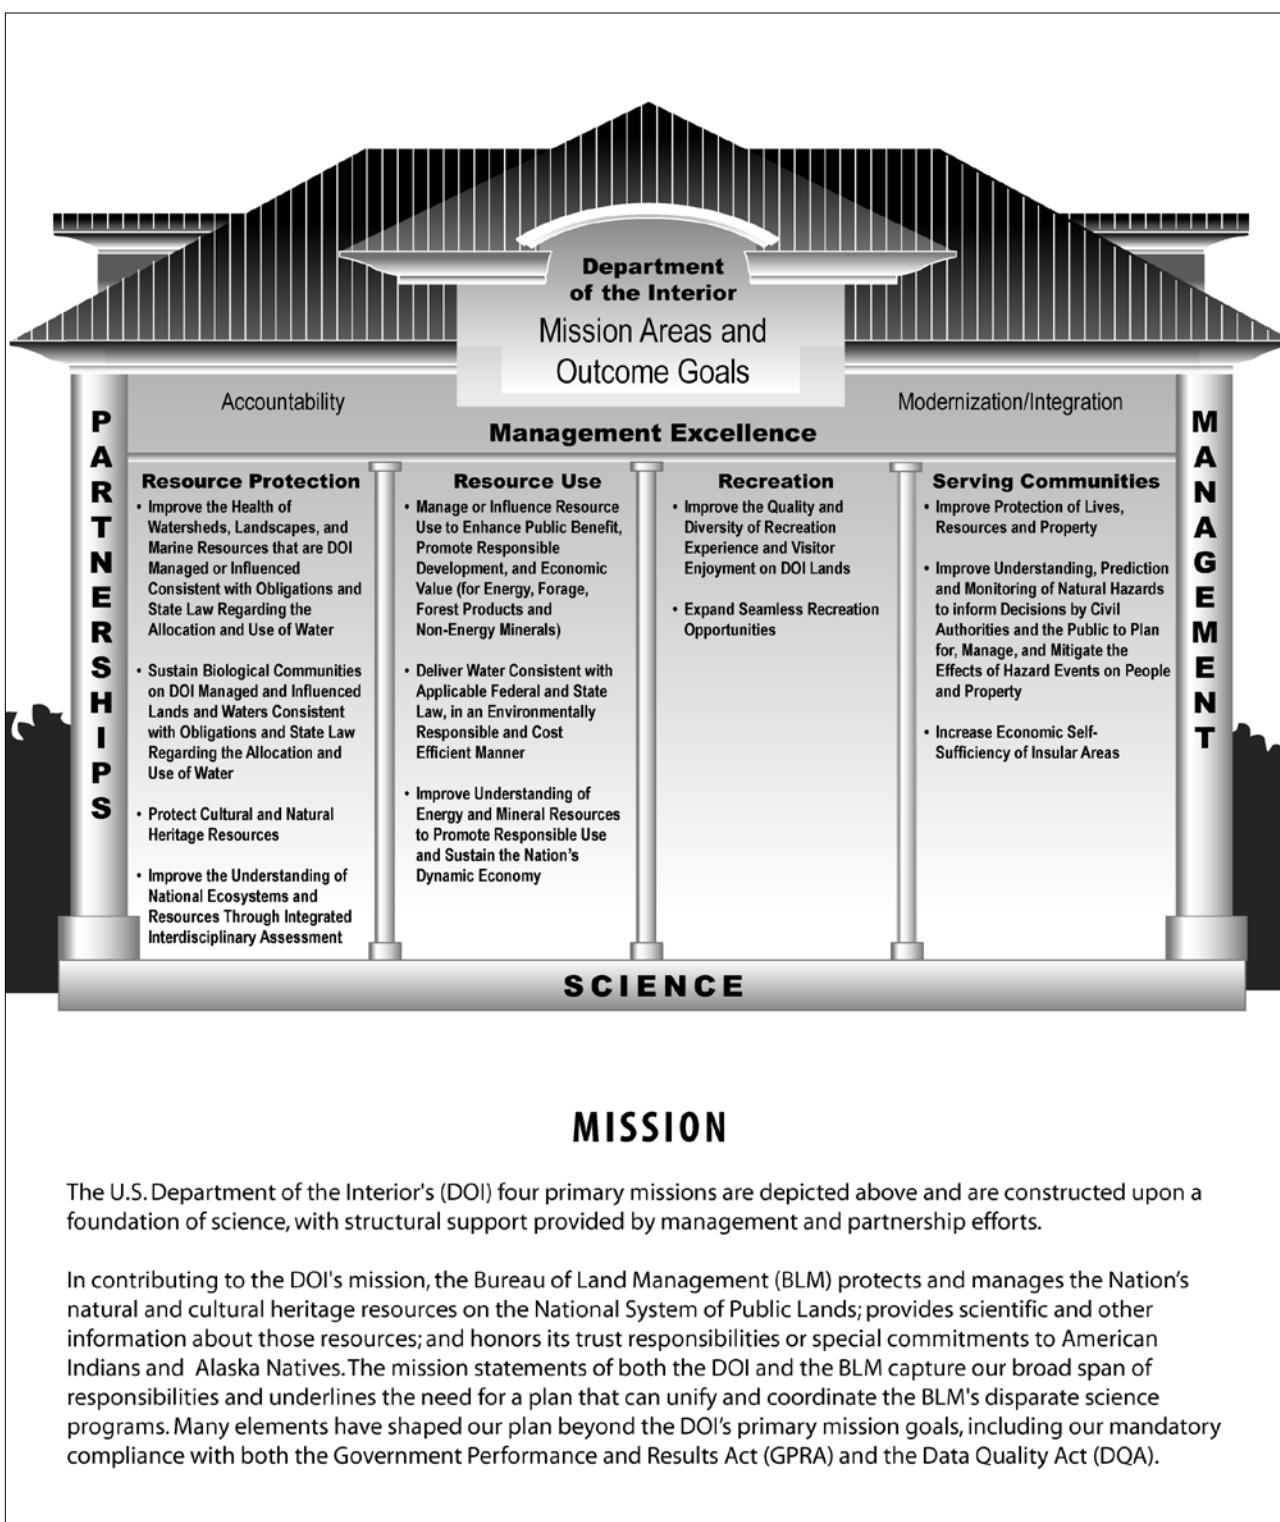 Department
of the Interior
Mission Areas and
Outcome Goals
Accountability
Modernization/Integration
Management Excellence
PARTNERSHIPS
Resource Protection
• Improve the Health of
Watersheds, Landscapes, and
Marine Resources that are DOI
Managed or Influenced
Consistent with Obligations and
State Law Regarding the
Allocation and Use of Water
• Sustain Biological Communities
on DOI Managed and Influenced
Lands and Waters Consistent
with Obligations and State Law
Regarding the Allocation and
Use of Water
• Protect Cultural and Natural
Heritage Resources
• Improve the Understanding of
National Ecosystems and
Resources Through Integrated
Interdisciplinary Assessment
Resource Use
• Manage or Influence Resource
Use to Enhance Public Benefit,
Promote Responsible
Development, and Economic
Value (for Energy, Forage,
Forest Products and
Non-Energy Minerals)
• Deliver Water Consistent with
Applicable Federal and State
Law, in an Environmentally
Responsible and Cost
Efficient Manner
• Improve Understanding of
Energy and Mineral Resources
to Promote Responsible Use
and Sustain the Nation's
Dynamic Economy
Recreation
• Improve the Quality and
Diversity of Recreation
Experience and Visitor
Enjoyment on DOI Lands
• Expand Seamless Recreation
Opportunities
Serving Communities
• Improve Protection of Lives,
Resources and Property
• Improve Understanding, Prediction
and Monitoring of Natural Hazards
to inform Decisions by Civil
Authorities and the Public to Plan
for, Manage, and Mitigate the
Effects of Hazard Events on People
and Property
• Increase Economic Self-
Sufficiency of Insular Areas
MANAGEMENT
SCIENCE
MISSION
The U.S. Department of the Interior's (DOI) four primary missions are depicted above and are constructed upon a
foundation of science, with structural support provided by management and partnership efforts.
In contributing to the DOI's mission, the Bureau of Land Management (BLM) protects and manages the Nation's
natural and cultural heritage resources on the National System of Public Lands; provides scientific and other
information about those resources; and honors its trust responsibilities or special commitments to American
Indians and Alaska Natives. The mission statements of both the DOI and the BLM capture our broad span of
responsibilities and underlines the need for a plan that can unify and coordinate the BLM's disparate science
programs. Many elements have shaped our plan beyond the DOI's primary mission goals, including our mandatory
compliance with both the Government Performance and Results Act (GPRA) and the Data Quality Act (DQA).